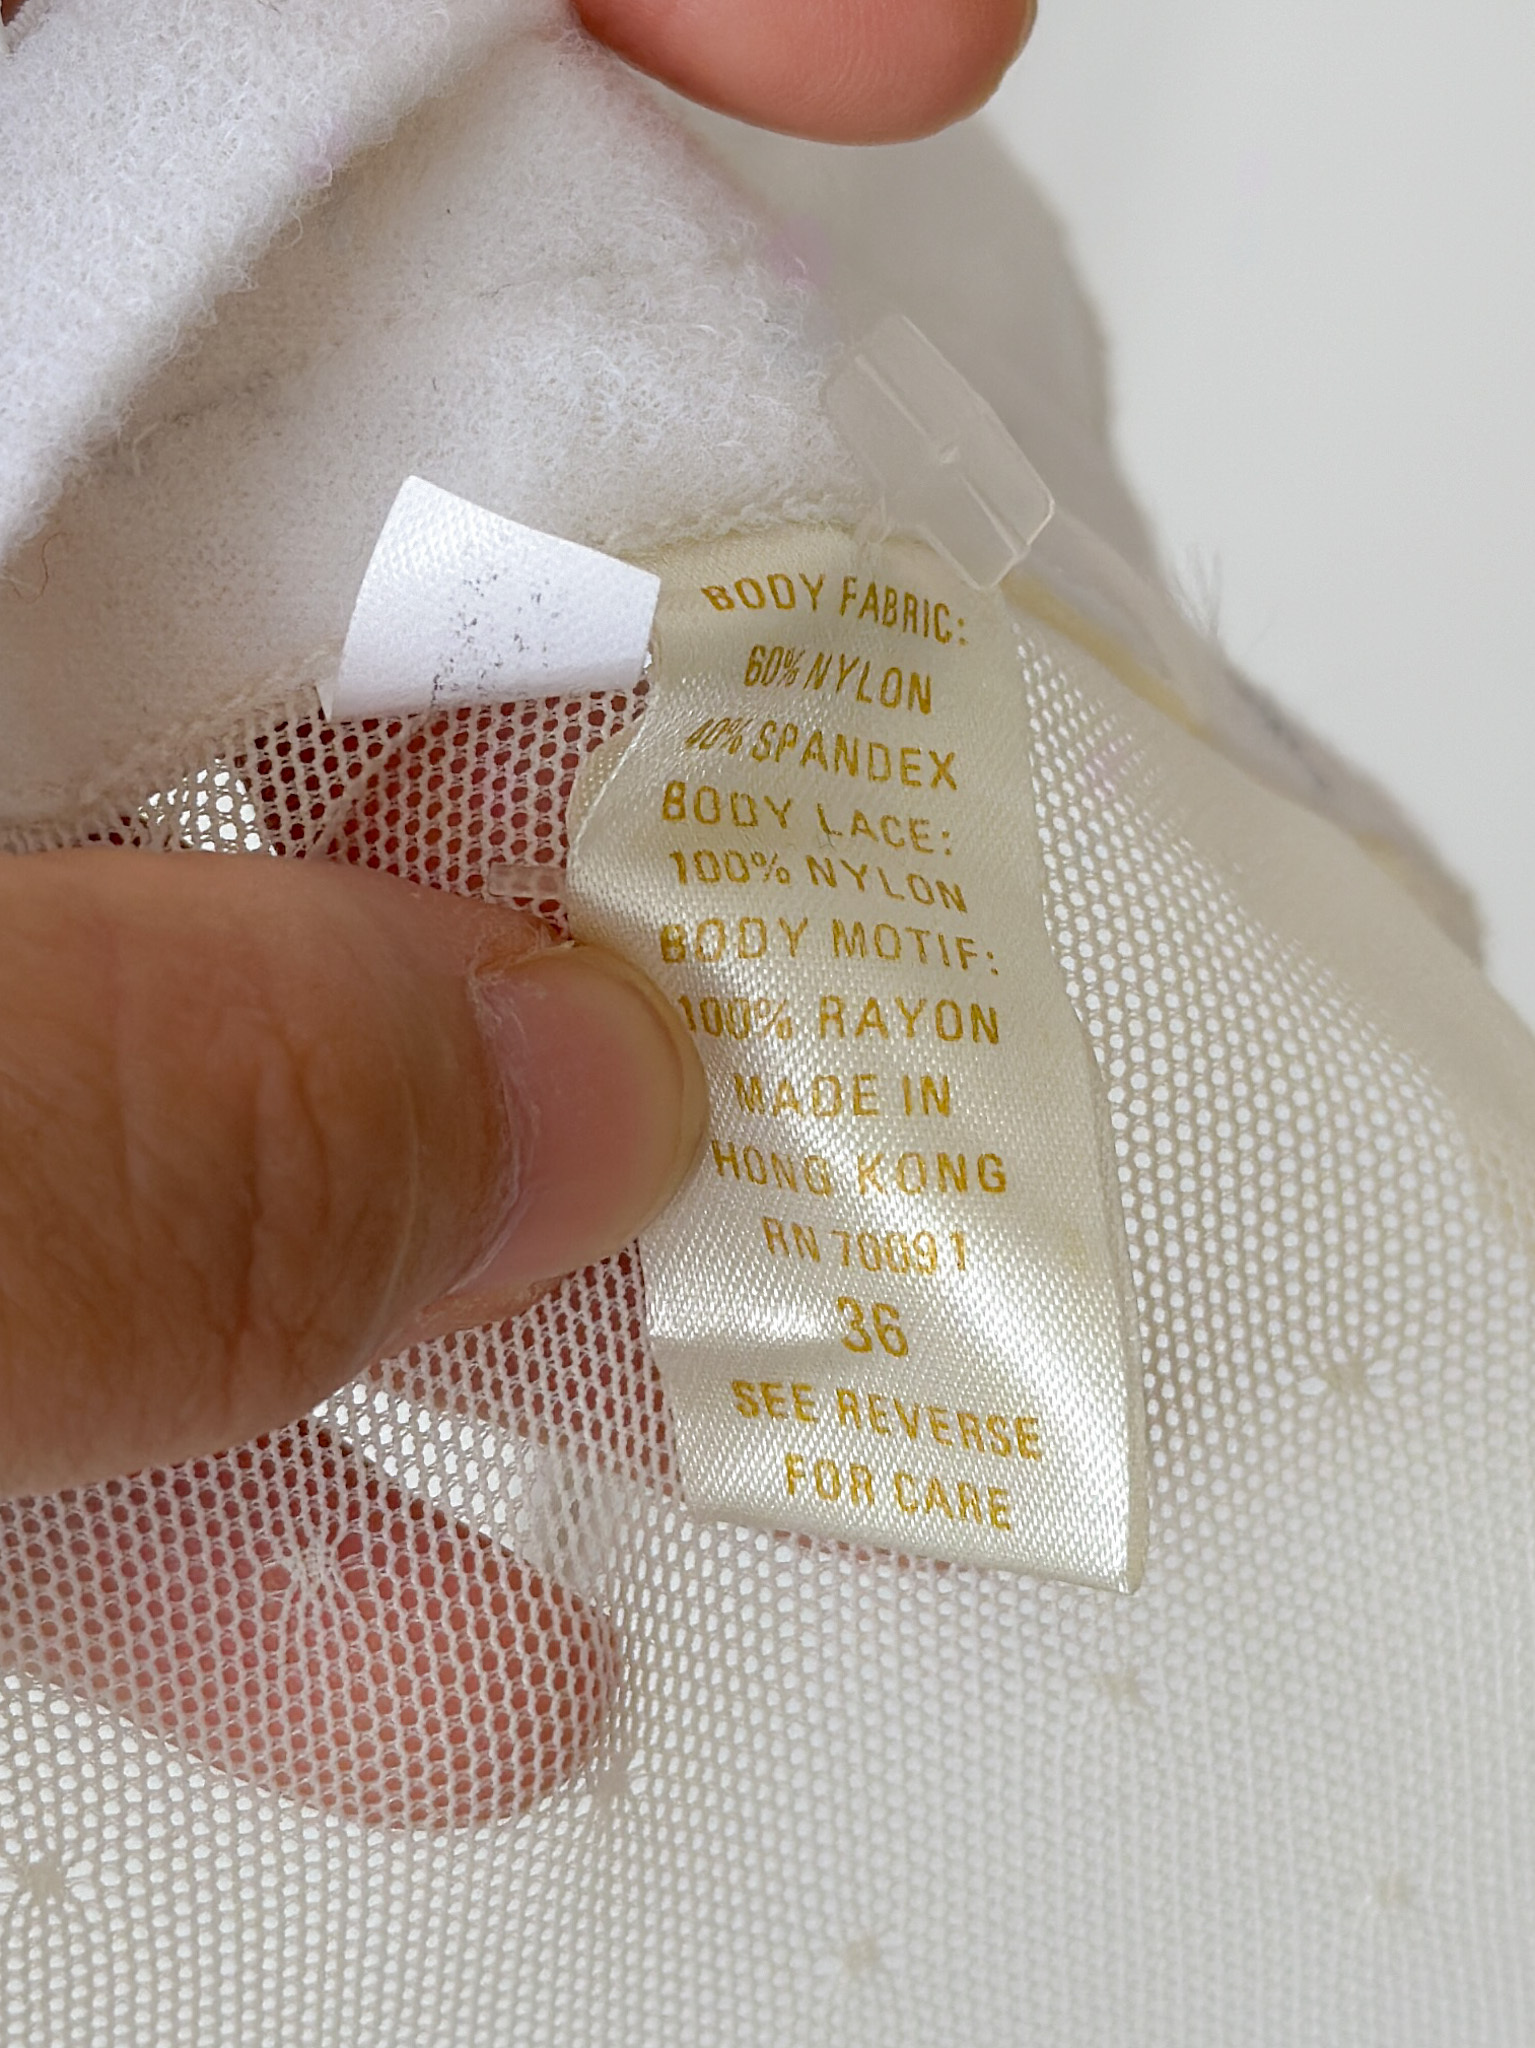 BODY FABRIC:
60% NYLON
40% SPANDEX
BODY LACE:
100% NYLON
BODY MOTIF:
100% RAYON
MADE IN
HONG KONG
RN 70091
36
SEE REVERSE
FOR CARE